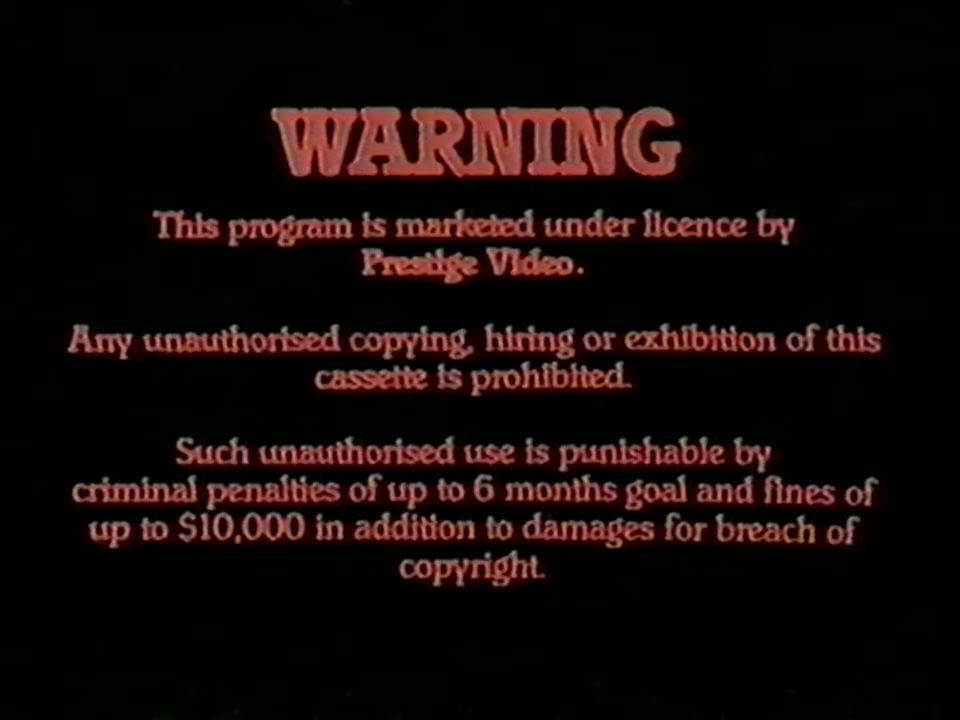 WARNING
This program is marketed under licence by
Prestige Video.
Any unauthorised copying, hiring or exhibition of this
cassette is prohibited.
Such unauthorised use is punishable by
criminal penalties of up to 6 months goal and fines of
up to $10,000 in addition to damages for breach of
copyright.